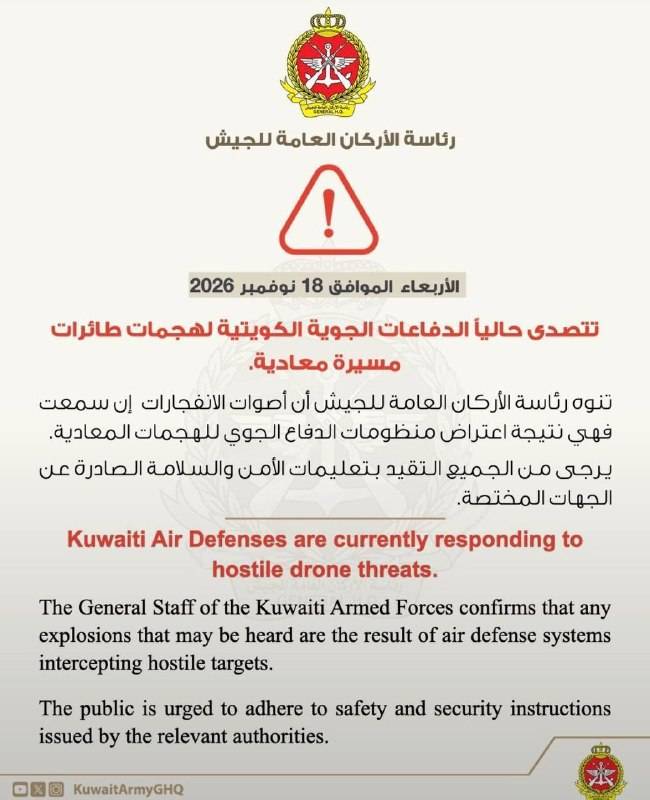 GENERAL H.Q.
رئاسة الأركان العامة للجيش
الأربعاء الموافق 18 نوفمبر 2026
تتصدى حالياً الدفاعات الجوية الكويتية لهجمات طائرات
مسيرة معادية.
تنوه رئاسة الأركان العامة للجيش أن أصوات الانفجارات إن سمعت
فهي نتيجة اعتراض منظومات الدفاع الجوي للهجمات المعادية.
يرجى من الجميع التقيد بتعليمات الأمن والسلامة الصادرة عن
الجهات المختصة.
Kuwaiti Air Defenses are currently responding to
hostile drone threats.
The General Staff of the Kuwaiti Armed Forces confirms that any
explosions that may be heard are the result of air defense systems
intercepting hostile targets.
The public is urged to adhere to safety and security instructions
issued by the relevant authorities.
KuwaitArmyGHQ